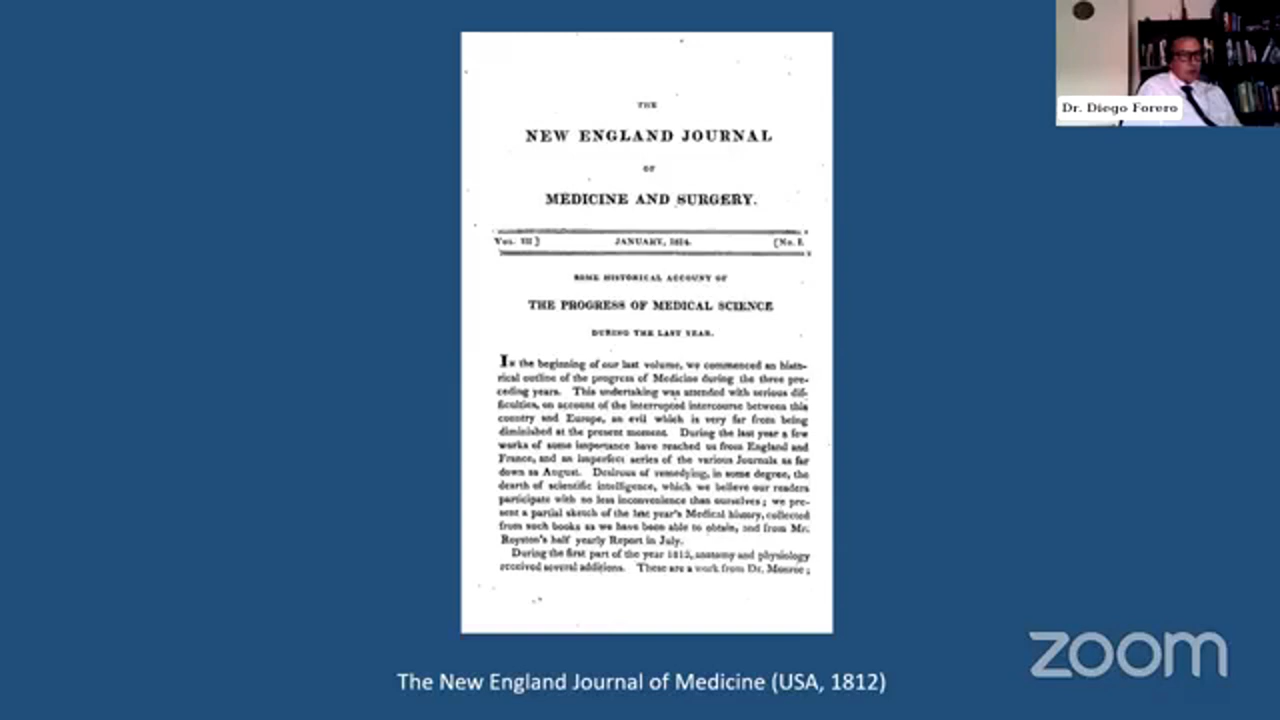 Dr. Diego Forero
THE
NEW ENGLAND JOURNAL
OF
MEDICINE AND SURGERY.
JANUARY, 1814.
[No. I.
SOME HISTORICAL ACCOUNT OF
THE PROGRESS OF MEDICAL SCIENCE
DURING THE LAST YEAR.
In the beginning of our last volume, we commenced an histo-
rical outline of the progress of Medicine during the three pre-
ceding years. This undertaking was attended with serious dif-
ficulties, on account of the interrupted intercourse between this
country and Europe, an evil which is very far from being
diminished at the present moment. During the last year a few
works of some importance have reached us from England and
France, and an imperfect series of the various Journals as far
down as August. Desirous of remedying, in some degree, the
dearth of scientific intelligence, which we believe our readers
participate with no less inconvenience than ourselves; we pre-
sent a partial sketch of the last year's Medical history, collected
from such books as we have been able to obtain, and from Mr.
Royston's half yearly Report in July.
During the first part of the year 1812, anatomy and physiology
received several additions. These are a work from Dr. Monroe;
The New England Journal of Medicine (USA, 1812)
zoom